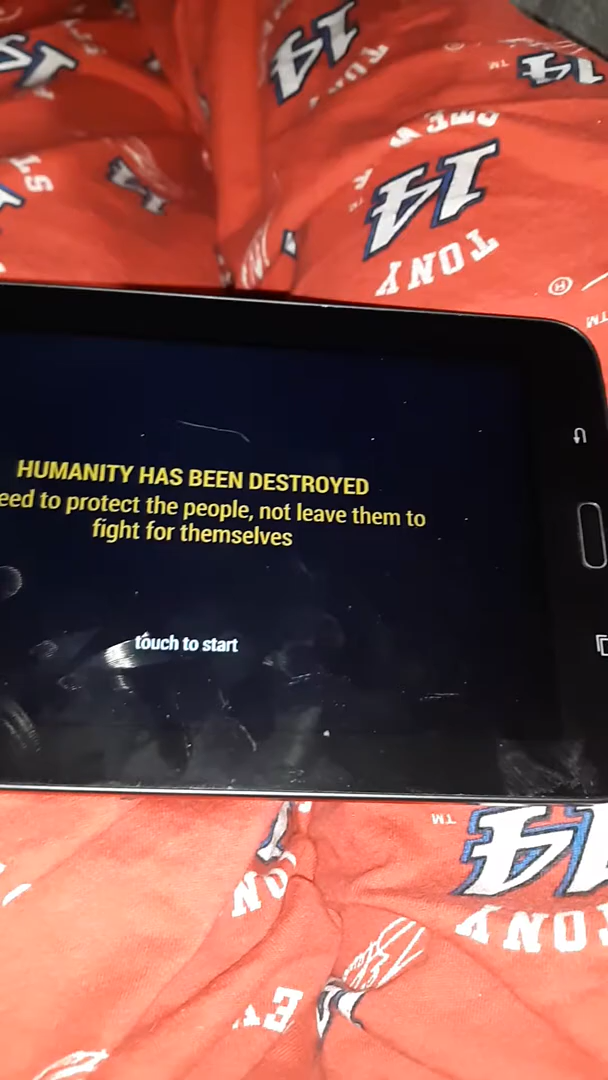 14
TONY
14
14
14
TONY
HUMANITY HAS BEEN DESTROYED
to protect the people, not leave them to
fight for themselves
touch to start
14
TONY